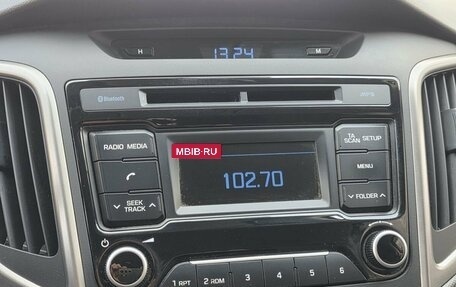 H 13:24 M
Bluetooth MP3
RADIO MEDIA
MBIB·RU
TA SCAN SETUP
102.70
MENU
SEEK TRACK
FOLDER
1 RPT 2 RDM 3 4 5 6